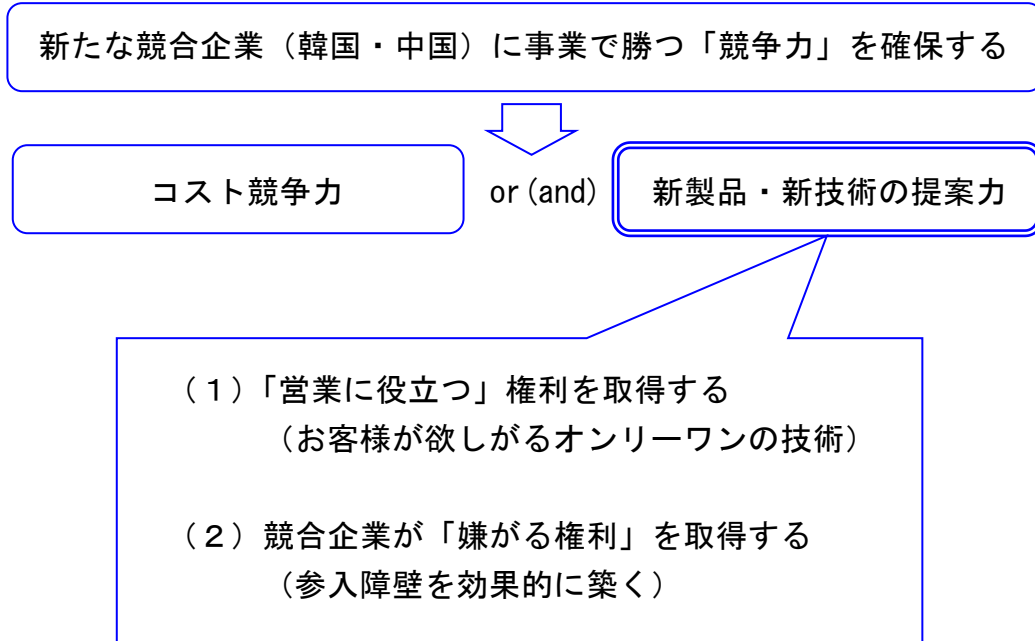 新たな競合企業（韓国・中国）に事業で勝つ「競争力」を確保する
コスト競争力 or(and) 新製品・新技術の提案力
（１）「営業に役立つ」権利を取得する
（お客様が欲しがるオンリーワンの技術）
（２）競合企業が「嫌がる権利」を取得する
（参入障壁を効果的に築く）